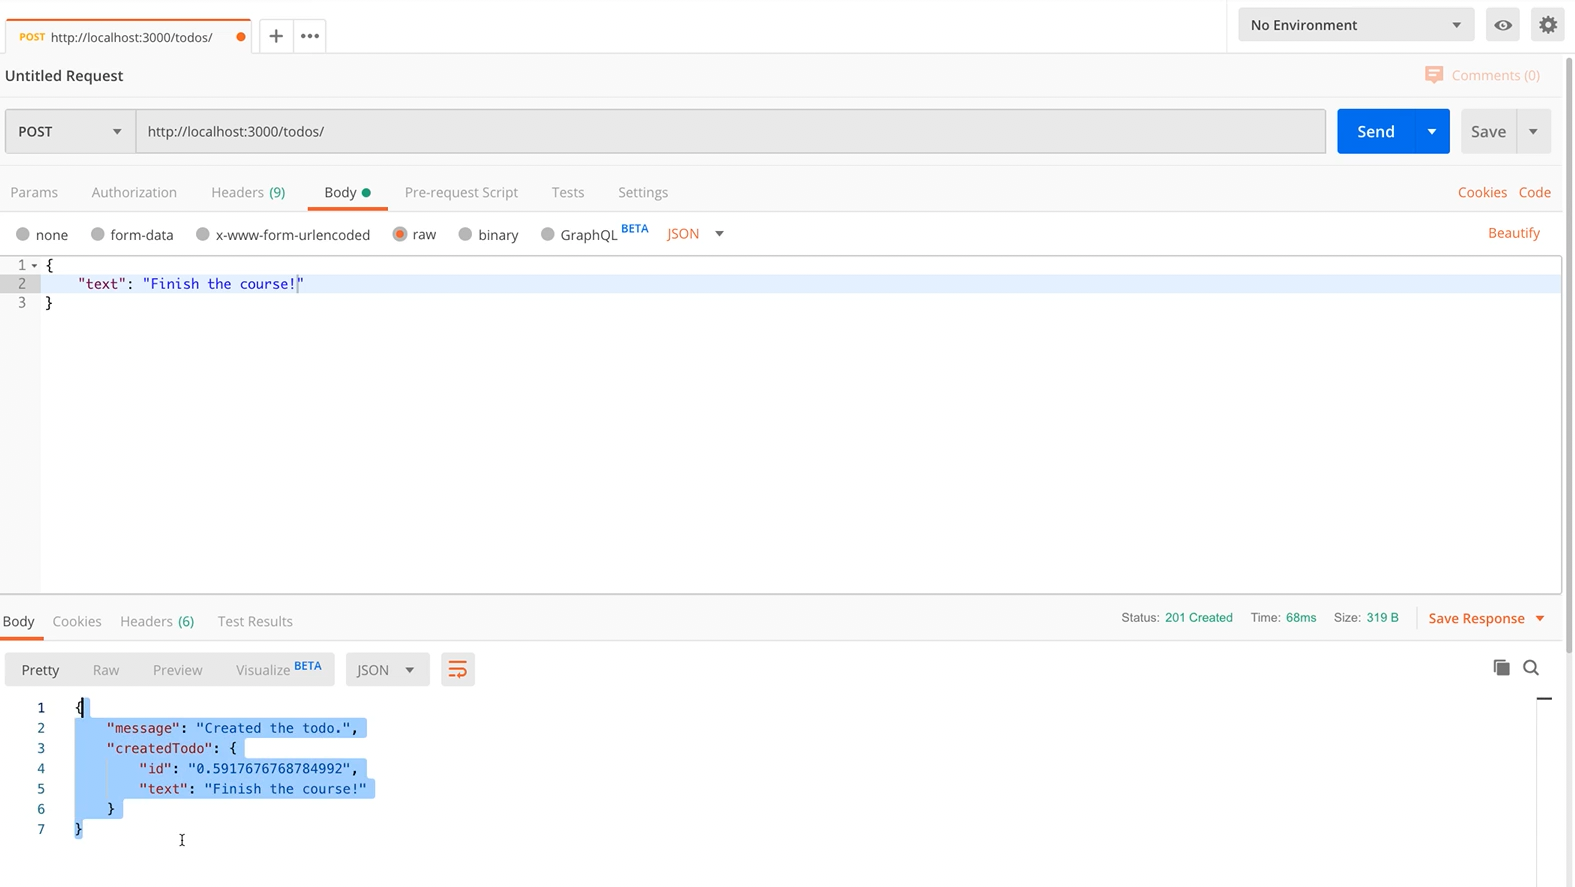 POST http://localhost:3000/todos/
No Environment
Untitled Request
Comments (0)
POST http://localhost:3000/todos/ Send Save
Params Authorization Headers (9) Body Pre-request Script Tests Settings Cookies Code
none form-data x-www-form-urlencoded raw binary GraphQL BETA JSON Beautify
1 {
2 "text": "Finish the course!"
3 }
Body Cookies Headers (6) Test Results Status: 201 Created Time: 68ms Size: 319 B Save Response
Pretty Raw Preview Visualize BETA JSON
1 {
2 "message": "Created the todo.",
3 "createdTodo": {
4 "id": "0.5917676768784992",
5 "text": "Finish the course!"
6 }
7 }